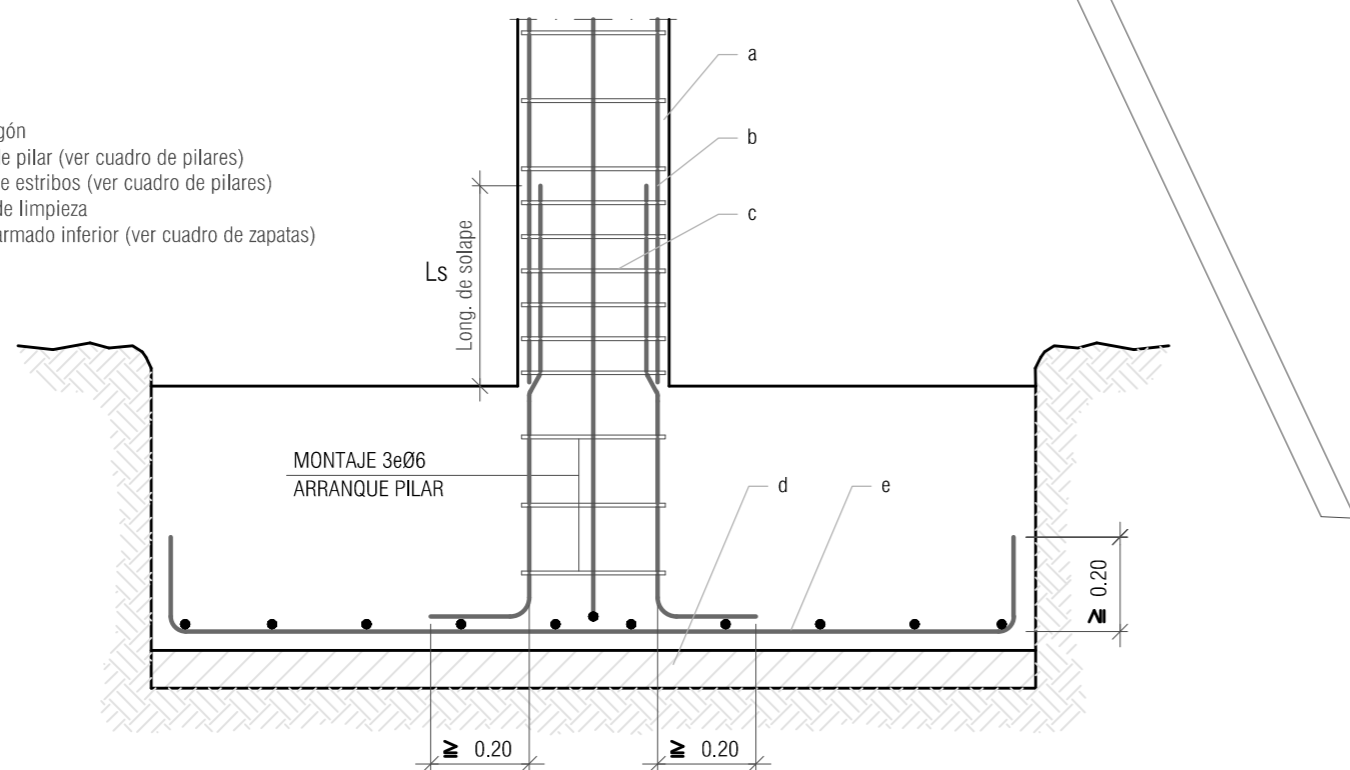 gón
e pilar (ver cuadro de pilares)
e estribos (ver cuadro de pilares)
de limpieza
armado inferior (ver cuadro de zapatas)
a
b
c
Ls
Long. de solape
MONTAJE 3eØ6
ARRANQUE PILAR
d
e
≧ 0.20
≧ 0.20
≧ 0.20